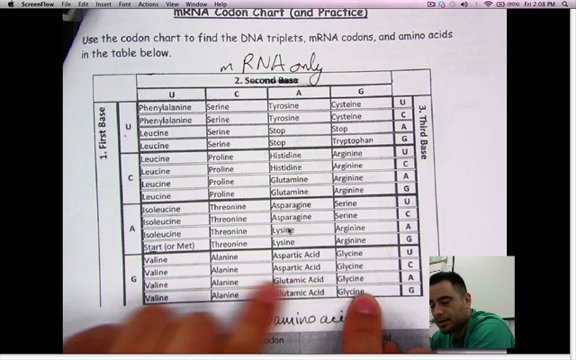 ScreenFlow File Edit Mark Insert Font Actions View Window Help Fri 2:08 PM
mRNA Codon Chart (and Practice)
Use the codon chart to find the DNA triplets, mRNA codons, and amino acids
in the table below.
mRNA only
2. Second Base
U C A G
1. First Base
3. Third Base
U
Phenylalanine Serine Tyrosine Cysteine U
Phenylalanine Serine Tyrosine Cysteine C
Leucine Serine Stop Stop A
Leucine Serine Stop Tryptophan G
C
Leucine Proline Histidine Arginine U
Leucine Proline Histidine Arginine C
Leucine Proline Glutamine Arginine A
Leucine Proline Glutamine Arginine G
A
Isoleucine Threonine Asparagine Serine U
Isoleucine Threonine Asparagine Serine C
Isoleucine Threonine Lysine Arginine A
Start (or Met) Threonine Lysine Arginine G
G
Valine Alanine Aspartic Acid Glycine U
Valine Alanine Aspartic Acid Glycine C
Valine Alanine Glutamic Acid Glycine A
Valine Alanine Glutamic Acid Glycine G
amino